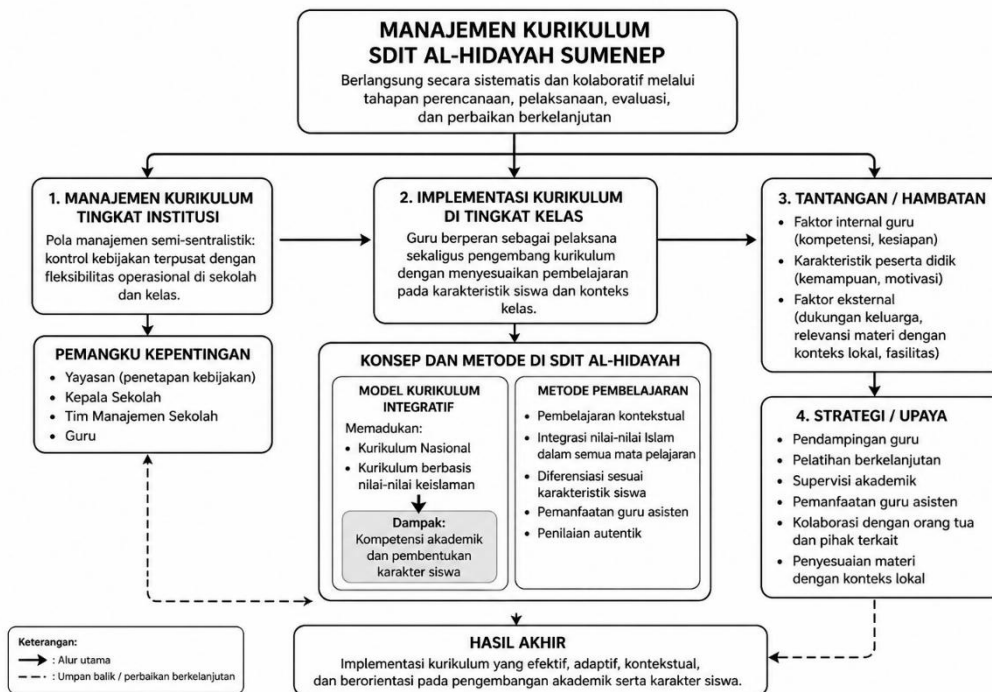 MANAJEMEN KURIKULUM
SDIT AL-HIDAYAH SUMENEP
Berlangsung secara sistematis dan kolaboratif melalui
tahapan perencanaan, pelaksanaan, evaluasi,
dan perbaikan berkelanjutan
1. MANAJEMEN KURIKULUM
TINGKAT INSTITUSI
Pola manajemen semi-sentralistik:
kontrol kebijakan terpusat dengan
fleksibilitas operasional di sekolah
dan kelas.
PEMANGKU KEPENTINGAN
• Yayasan (penetapan kebijakan)
• Kepala Sekolah
• Tim Manajemen Sekolah
• Guru
2. IMPLEMENTASI KURIKULUM
DI TINGKAT KELAS
Guru berperan sebagai pelaksana
sekaligus pengembang kurikulum
dengan menyesuaikan pembelajaran
pada karakteristik siswa dan konteks
kelas.
KONSEP DAN METODE DI SDIT AL-HIDAYAH
MODEL KURIKULUM
INTEGRATIF
Memadukan:
• Kurikulum Nasional
• Kurikulum berbasis
nilai-nilai keislaman
Dampak:
Kompetensi akademik
dan pembentukan
karakter siswa
METODE PEMBELAJARAN
• Pembelajaran kontekstual
• Integrasi nilai-nilai Islam
dalam semua mata pelajaran
• Diferensiasi sesuai
karakteristik siswa
• Pemanfaatan guru asisten
• Penilaian autentik
3. TANTANGAN / HAMBATAN
• Faktor internal guru
(kompetensi, kesiapan)
• Karakteristik peserta didik
(kemampuan, motivasi)
• Faktor eksternal
(dukungan keluarga,
relevansi materi dengan
konteks lokal, fasilitas)
4. STRATEGI / UPAYA
• Pendampingan guru
• Pelatihan berkelanjutan
• Supervisi akademik
• Pemanfaatan guru asisten
• Kolaborasi dengan orang tua
dan pihak terkait
• Penyesuaian materi
dengan konteks lokal
HASIL AKHIR
Implementasi kurikulum yang efektif, adaptif, kontekstual,
dan berorientasi pada pengembangan akademik serta karakter siswa.
Keterangan:
: Alur utama
: Umpan balik / perbaikan berkelanjutan